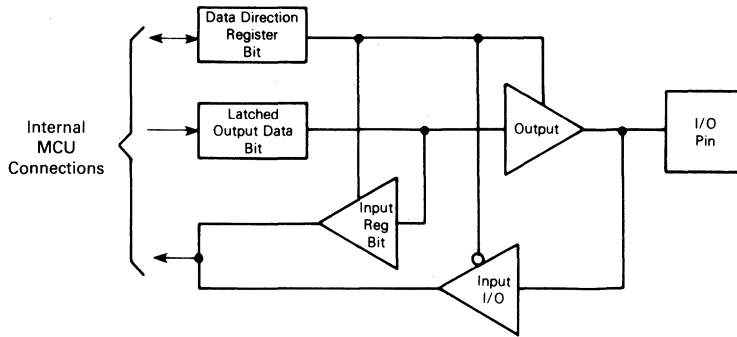 Data Direction
Register
Bit
Latched
Output Data
Bit
Output
I/O
Pin
Internal
MCU
Connections
Input
Reg
Bit
Input
I/O